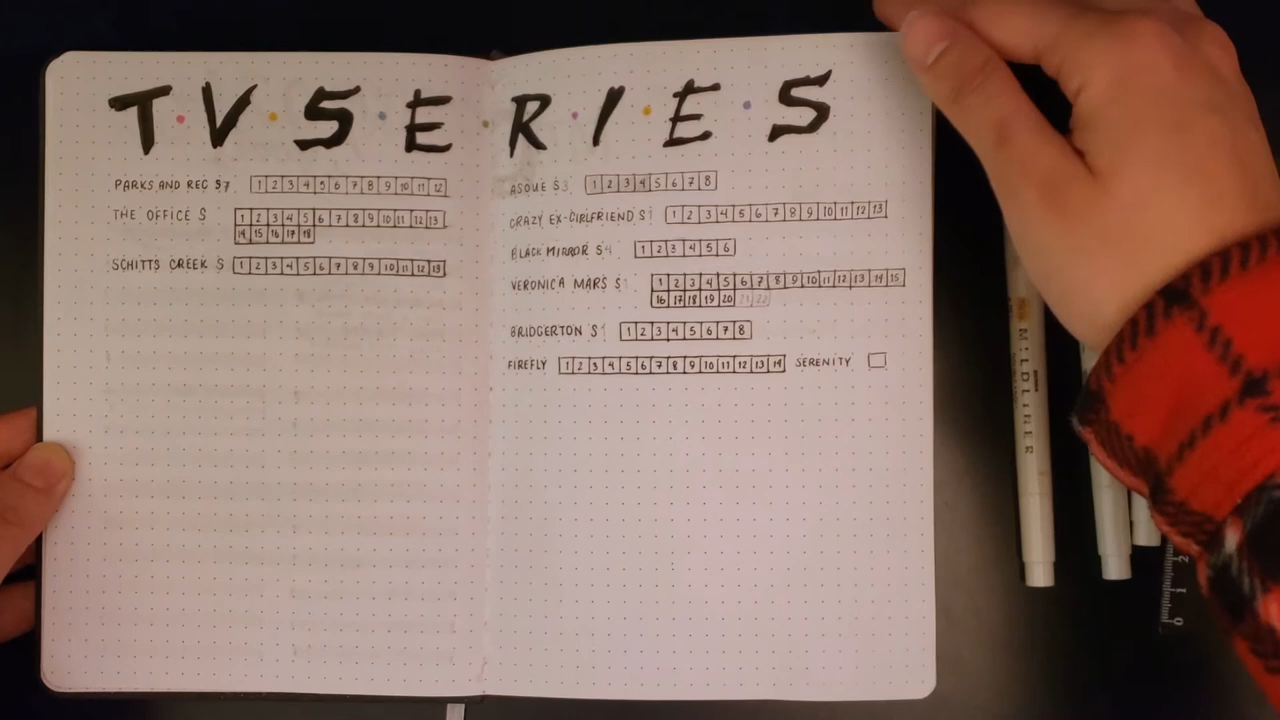 TV SERIES
PARKS AND REC S7 1 2 3 4 5 6 7 8 9 10 11 12
THE OFFICE S 1 2 3 4 5 6 7 8 9 10 11 12 13
14 15 16 17 18
SCHITTS CREEK S 1 2 3 4 5 6 7 8 9 10 11 12 13
ASOUE S3 1 2 3 4 5 6 7 8
CRAZY EX-GIRLFRIEND S1 1 2 3 4 5 6 7 8 9 10 11 12 13
BLACK MIRROR S4 1 2 3 4 5 6
VERONICA MARS S1 1 2 3 4 5 6 7 8 9 10 11 12 13 14 15
16 17 18 19 20 21 22
BRIDGERTON S1 1 2 3 4 5 6 7 8
FIREFLY 1 2 3 4 5 6 7 8 9 10 11 12 13 14 SERENITY
MILDLINER
2
1
0